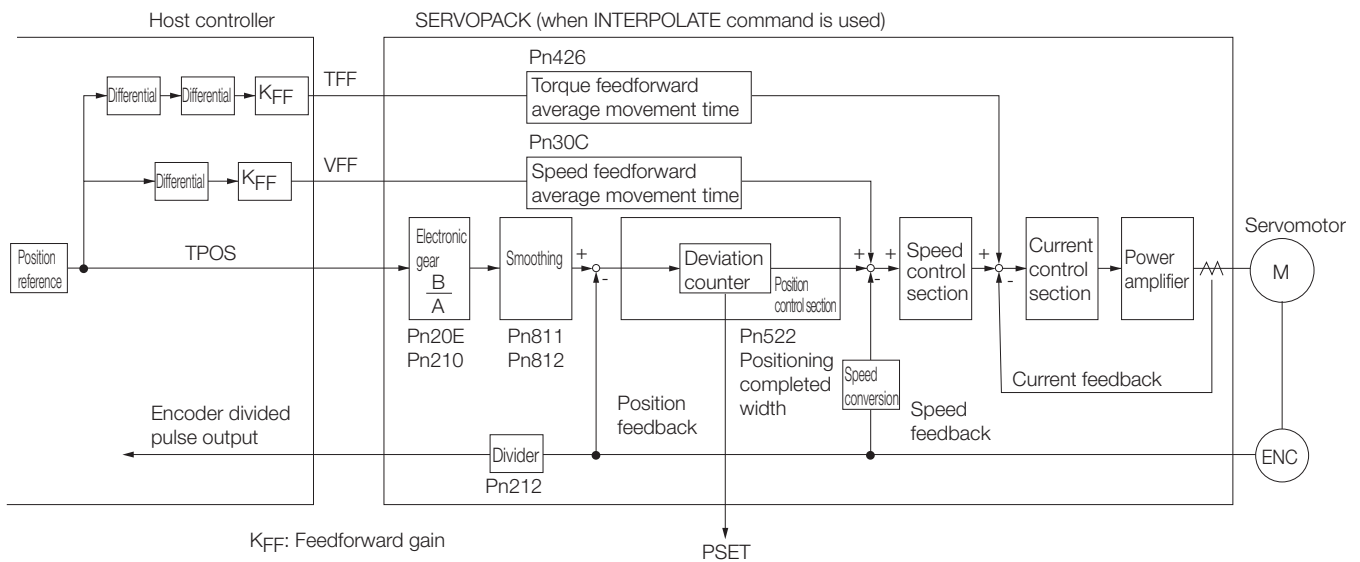 Host controller
SERVOPACK (when INTERPOLATE command is used)
Pn426
Differential
Differential
KFF
TFF
Torque feedforward
average movement time
Pn30C
Differential
KFF
VFF
Speed feedforward
average movement time
Position
reference
TPOS
Electronic
gear
B
A
Pn20E
Pn210
Smoothing
Pn811
Pn812
+
-
Deviation
counter
Position
control section
Pn522
Positioning
completed
width
+
+
-
Speed
control
section
+
-
Current
control
section
Power
amplifier
Servomotor
M
Current feedback
Speed
conversion
Speed
feedback
Position
feedback
Encoder divided
pulse output
Divider
Pn212
ENC
PSET
KFF: Feedforward gain